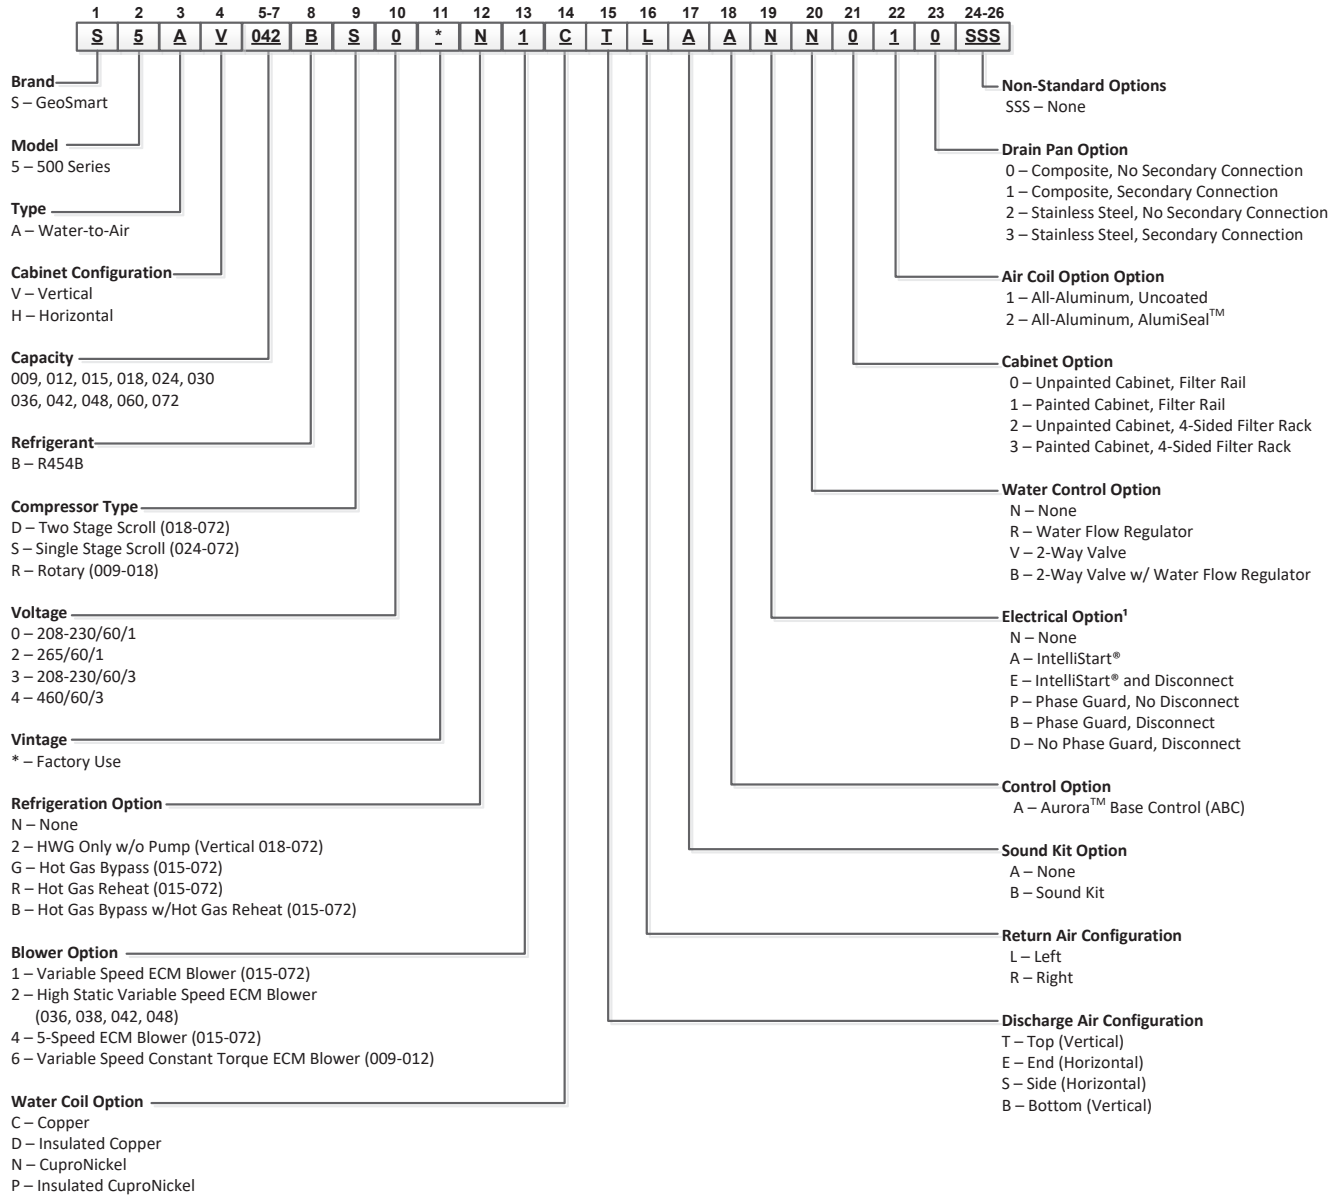 1 2 3 4 5-7 8 9 10 11 12 13 14 15 16 17 18 19 20 21 22 23 24-26
S 5 A V 042 B S 0 * N 1 C T L A A N N 0 1 0 SSS
Brand
S – GeoSmart
Model
5 – 500 Series
Type
A – Water-to-Air
Cabinet Configuration
V – Vertical
H – Horizontal
Capacity
009, 012, 015, 018, 024, 030
036, 042, 048, 060, 072
Refrigerant
B – R454B
Compressor Type
D – Two Stage Scroll (018-072)
S – Single Stage Scroll (024-072)
R – Rotary (009-018)
Voltage
0 – 208-230/60/1
2 – 265/60/1
3 – 208-230/60/3
4 – 460/60/3
Vintage
* – Factory Use
Refrigeration Option
N – None
2 – HWG Only w/o Pump (Vertical 018-072)
G – Hot Gas Bypass (015-072)
R – Hot Gas Reheat (015-072)
B – Hot Gas Bypass w/Hot Gas Reheat (015-072)
Blower Option
1 – Variable Speed ECM Blower (015-072)
2 – High Static Variable Speed ECM Blower
(036, 038, 042, 048)
4 – 5-Speed ECM Blower (015-072)
6 – Variable Speed Constant Torque ECM Blower (009-012)
Water Coil Option
C – Copper
D – Insulated Copper
N – CuproNickel
P – Insulated CuproNickel
Non-Standard Options
SSS – None
Drain Pan Option
0 – Composite, No Secondary Connection
1 – Composite, Secondary Connection
2 – Stainless Steel, No Secondary Connection
3 – Stainless Steel, Secondary Connection
Air Coil Option Option
1 – All-Aluminum, Uncoated
2 – All-Aluminum, AlumiSeal™
Cabinet Option
0 – Unpainted Cabinet, Filter Rail
1 – Painted Cabinet, Filter Rail
2 – Unpainted Cabinet, 4-Sided Filter Rack
3 – Painted Cabinet, 4-Sided Filter Rack
Water Control Option
N – None
R – Water Flow Regulator
V – 2-Way Valve
B – 2-Way Valve w/ Water Flow Regulator
Electrical Option¹
N – None
A – IntelliStart®
E – IntelliStart® and Disconnect
P – Phase Guard, No Disconnect
B – Phase Guard, Disconnect
D – No Phase Guard, Disconnect
Control Option
A – Aurora™ Base Control (ABC)
Sound Kit Option
A – None
B – Sound Kit
Return Air Configuration
L – Left
R – Right
Discharge Air Configuration
T – Top (Vertical)
E – End (Horizontal)
S – Side (Horizontal)
B – Bottom (Vertical)